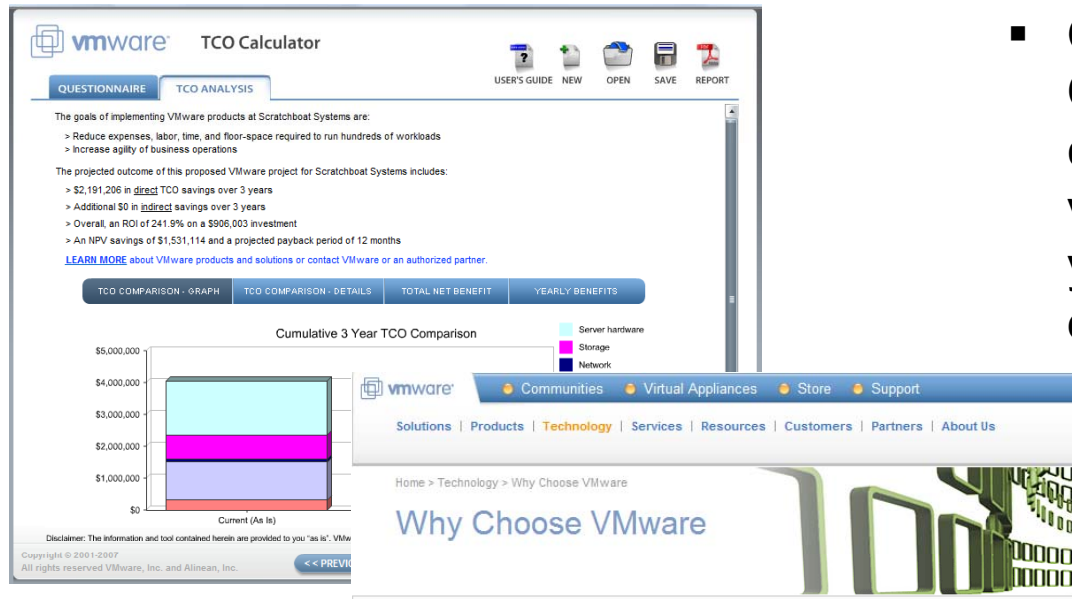 vmware TCO Calculator
USER'S GUIDE NEW OPEN SAVE REPORT
QUESTIONNAIRE TCO ANALYSIS
The goals of implementing VMware products at Scratchboat Systems are:
> Reduce expenses, labor, time, and floor-space required to run hundreds of workloads
> Increase agility of business operations
The projected outcome of this proposed VMware project for Scratchboat Systems includes:
> $2,191,206 in direct TCO savings over 3 years
> Additional $0 in indirect savings over 3 years
> Overall, an ROI of 241.9% on a $906,003 investment
> An NPV savings of $1,531,114 and a projected payback period of 12 months
LEARN MORE about VMware products and solutions or contact VMware or an authorized partner.
TCO COMPARISON - GRAPH TCO COMPARISON - DETAILS TOTAL NET BENEFIT YEARLY BENEFITS
Cumulative 3 Year TCO Comparison
Server hardware
Storage
Network
$5,000,000
$4,000,000
$3,000,000
$2,000,000
$1,000,000
$0
Current (As Is)
Disclaimer: The information and tool contained herein are provided to you "as is". VMw
Copyright © 2001-2007
All rights reserved VMware, Inc. and Alinean, Inc.
<< PREVI
vmware Communities Virtual Appliances Store Support
Solutions | Products | Technology | Services | Resources | Customers | Partners | About Us
Home > Technology > Why Choose VMware
Why Choose VMware